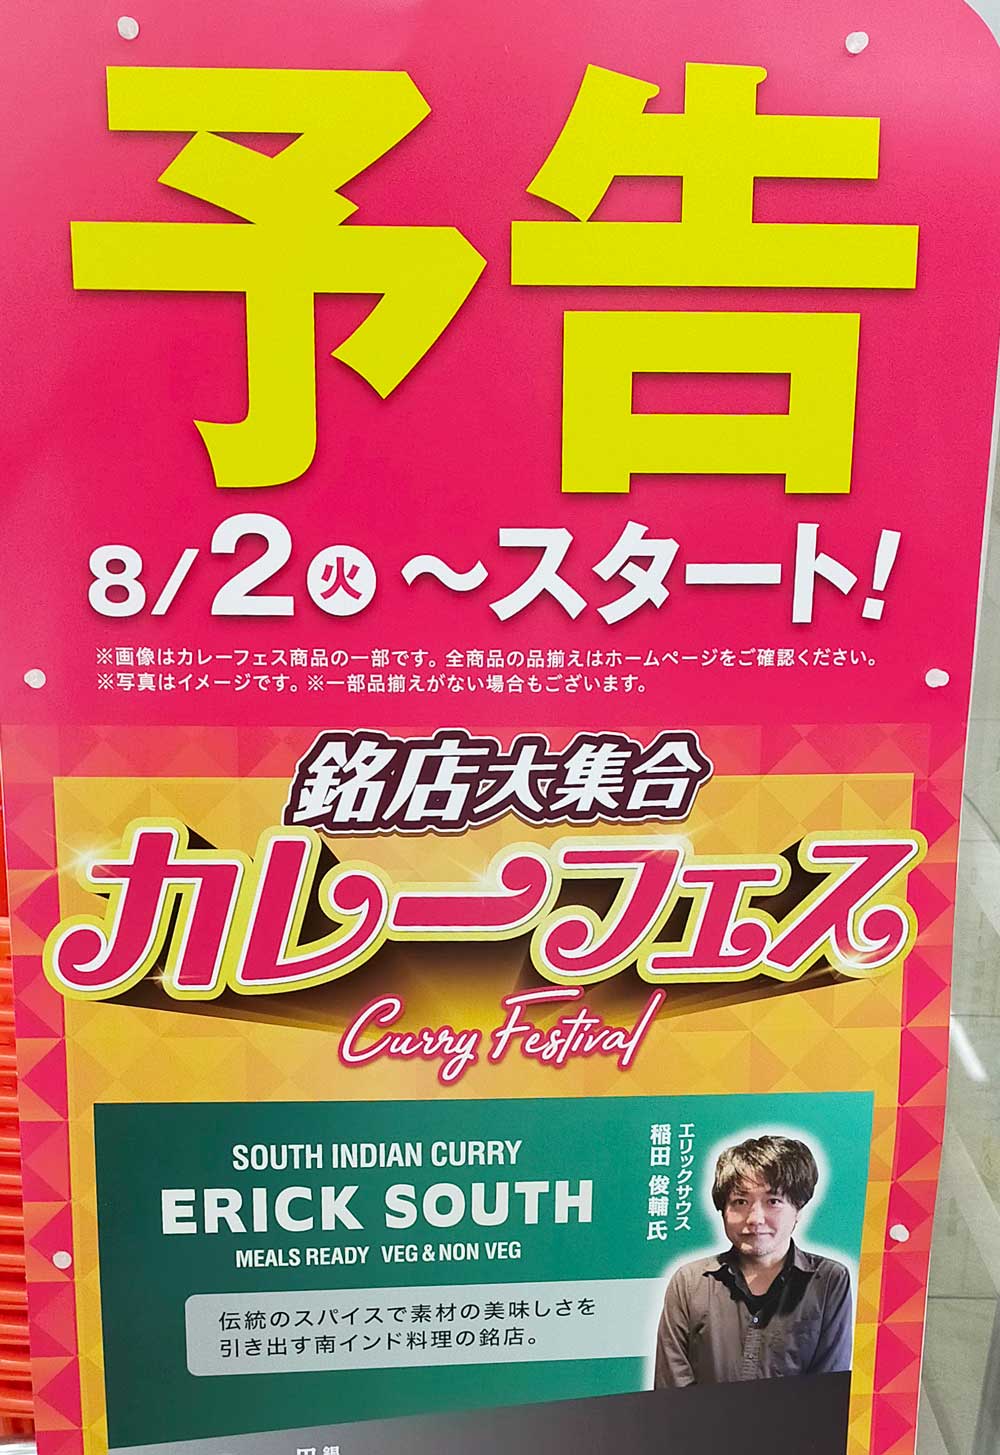 予告
8/2㊋～スタート!
※画像はカレーフェス商品の一部です。全商品の品揃えはホームページをご確認ください。
※写真はイメージです。※一部品揃えがない場合もございます。
銘店大集合
カレーフェス
Curry Festival
SOUTH INDIAN CURRY
ERICK SOUTH
MEALS READY VEG & NON VEG
エリックサウス
稲田 俊輔氏
伝統のスパイスで素材の美味しさを
引き出す南インド料理の銘店。